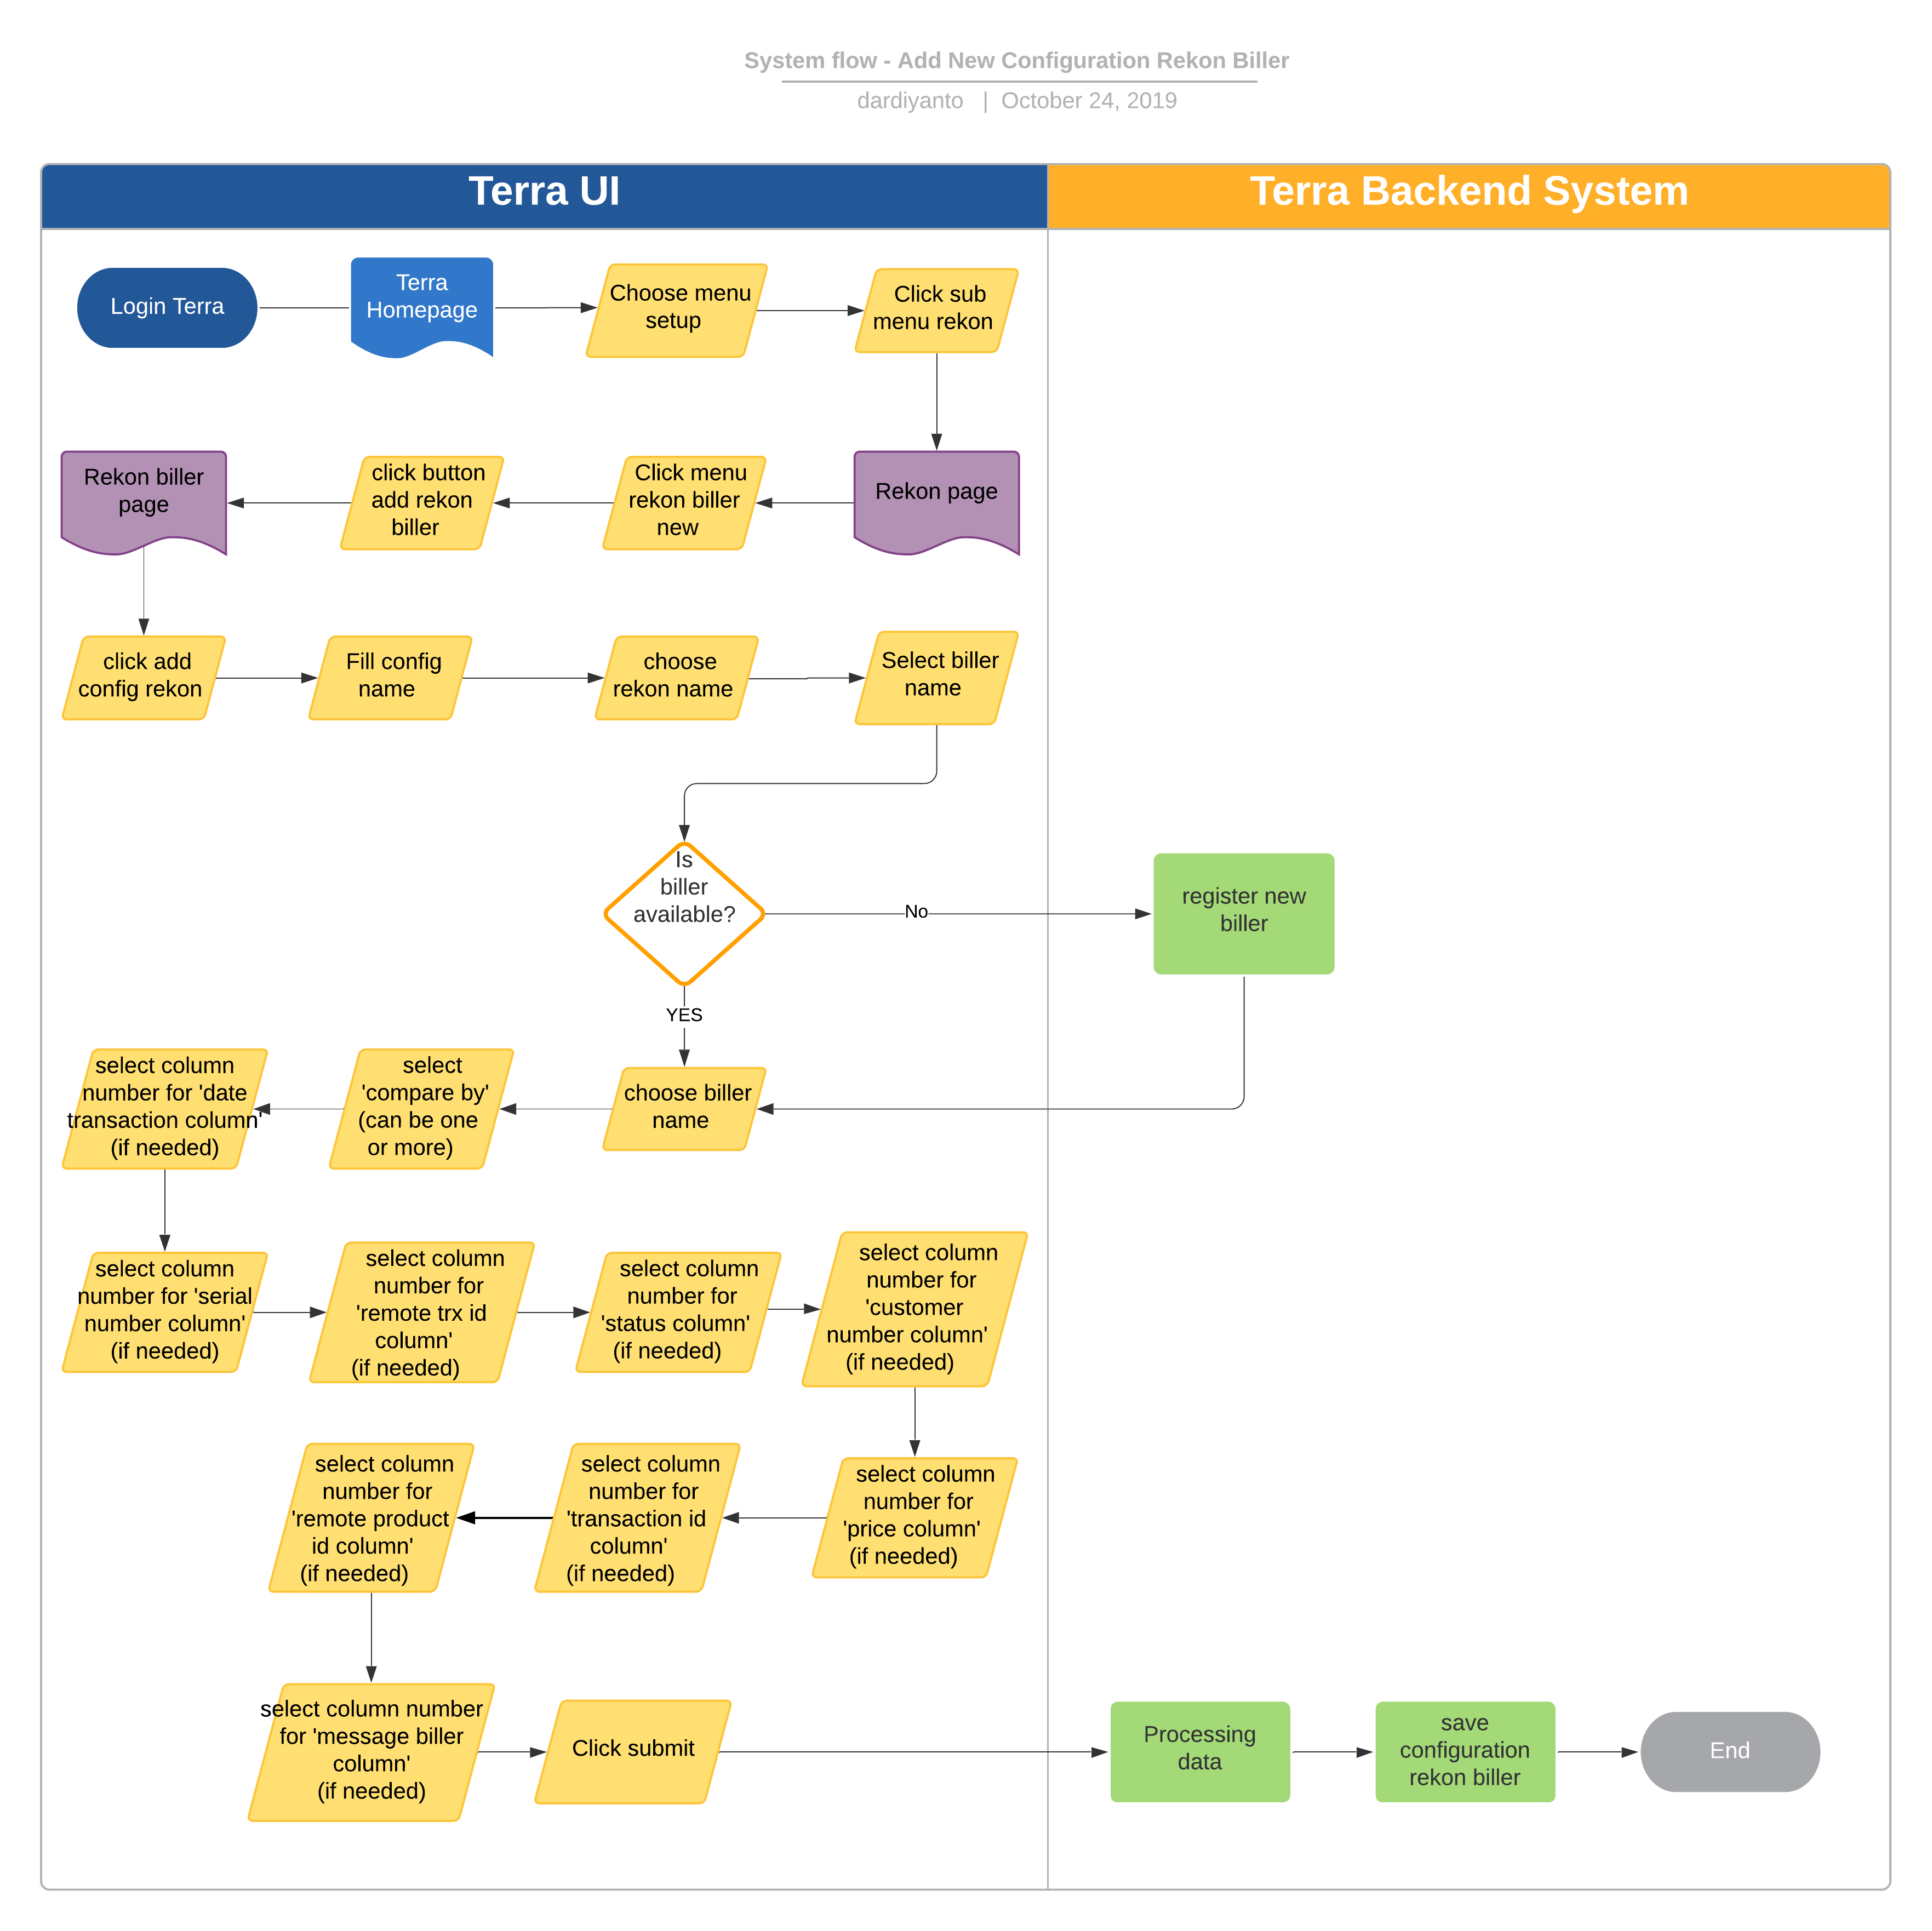 System flow - Add New Configuration Rekon Biller
dardiyanto | October 24, 2019
Terra UI
Terra Backend System
Login Terra
Terra
Homepage
Choose menu
setup
Click sub
menu rekon
Rekon page
Click menu
rekon biller
new
click button
add rekon
biller
Rekon biller
page
click add
config rekon
Fill config
name
choose
rekon name
Select biller
name
Is
biller
available?
No
register new
biller
YES
choose biller
name
select
'compare by'
(can be one
or more)
select column
number for 'date
transaction column'
(if needed)
select column
number for 'serial
number column'
(if needed)
select column
number for
'remote trx id
column'
(if needed)
select column
number for
'status column'
(if needed)
select column
number for
'customer
number column'
(if needed)
select column
number for
'price column'
(if needed)
select column
number for
'transaction id
column'
(if needed)
select column
number for
'remote product
id column'
(if needed)
select column number
for 'message biller
column'
(if needed)
Click submit
Processing
data
save
configuration
rekon biller
End